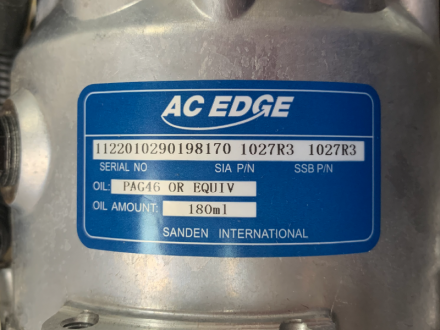 AC EDGE
1122010290198170 1027R3 1027R3
SERIAL NO SIA P/N SSB P/N
OIL: PAG46 OR EQUIV
OIL AMOUNT: 180ml
SANDEN INTERNATIONAL